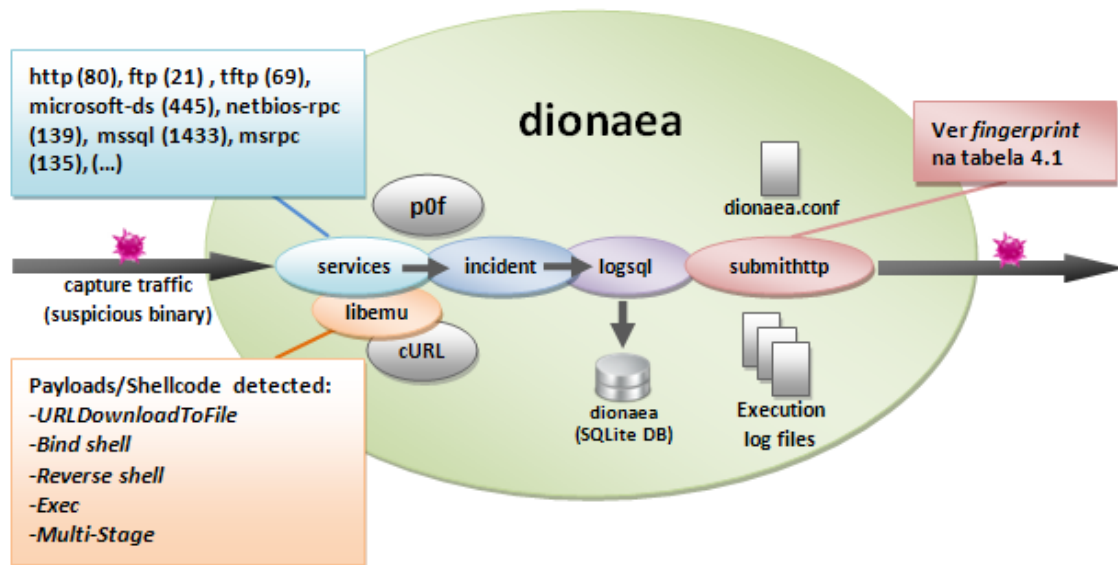 http (80), ftp (21) , tftp (69),
microsoft-ds (445), netbios-rpc
(139), mssql (1433), msrpc
(135), (...)
dionaea
Ver fingerprint
na tabela 4.1
p0f
dionaea.conf
services
incident
logsql
submithttp
capture traffic
(suspicious binary)
libemu
cURL
Payloads/Shellcode detected:
-URLDownloadToFile
-Bind shell
-Reverse shell
-Exec
-Multi-Stage
dionaea
(SQLite DB)
Execution
log files